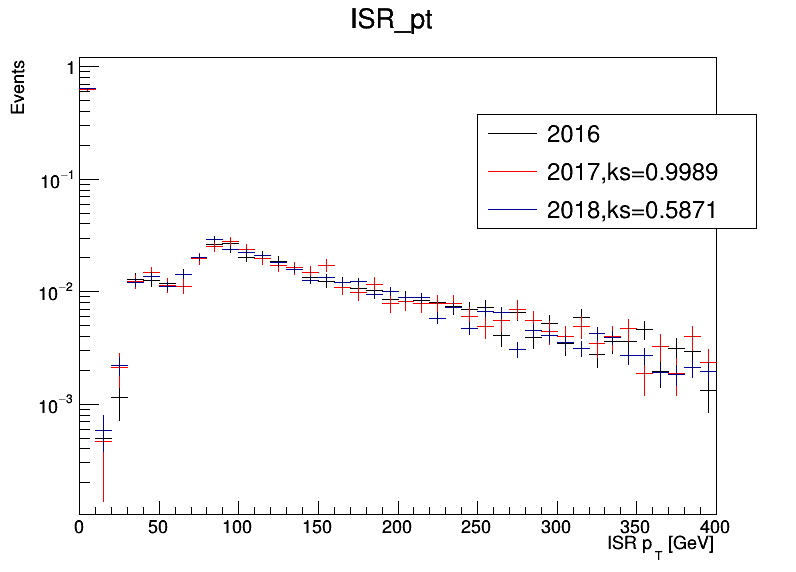 ISR_pt
Events
1
10⁻¹
10⁻²
10⁻³
2016
2017,ks=0.9989
2018,ks=0.5871
0 50 100 150 200 250 300 350 400
ISR p_T [GeV]